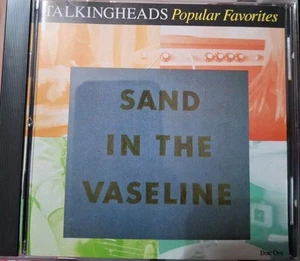 TALKINGHEADS Popular Favorites
SAND
IN THE
VASELINE
Disc One